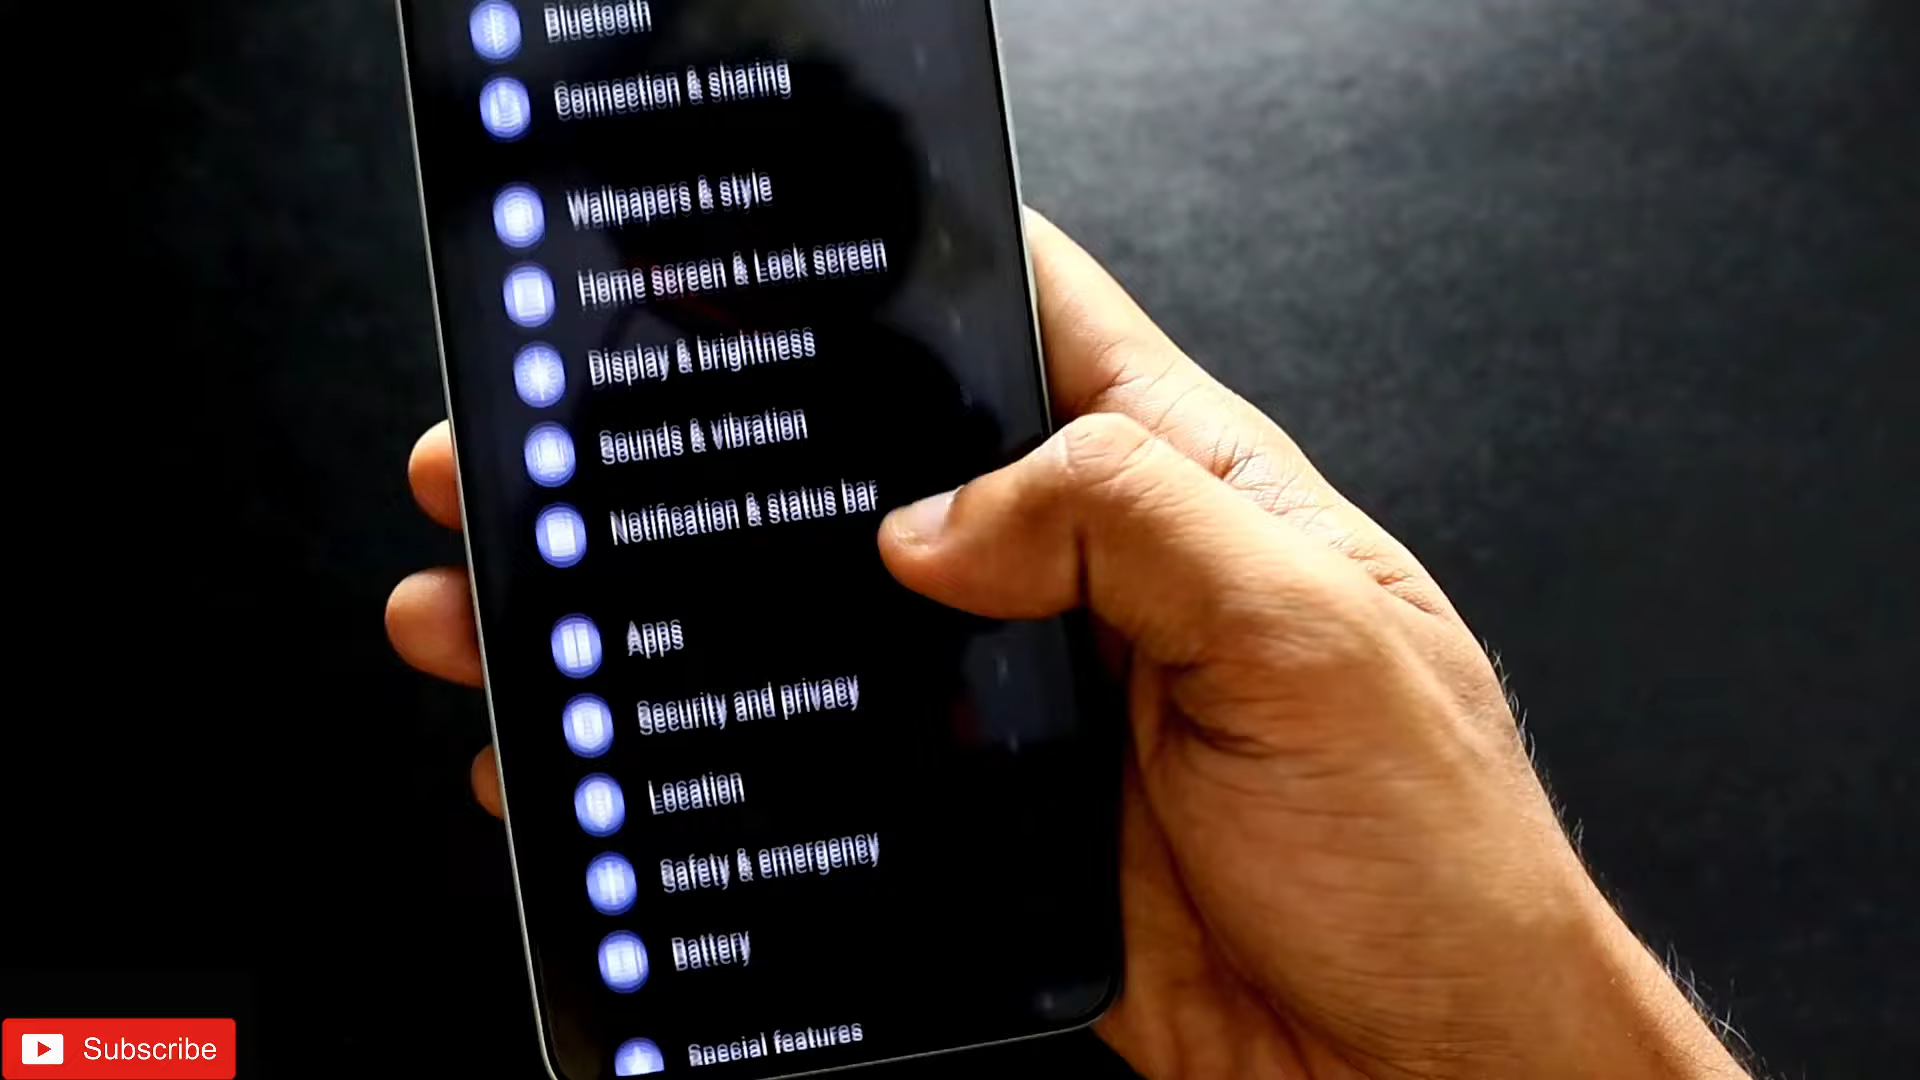 Bluetooth
Connection & sharing
Wallpapers & style
Home screen & Lock screen
Display & brightness
Sounds & vibration
Notification & status bar
Apps
Security and privacy
Location
Safety & emergency
Battery
Special features
Subscribe